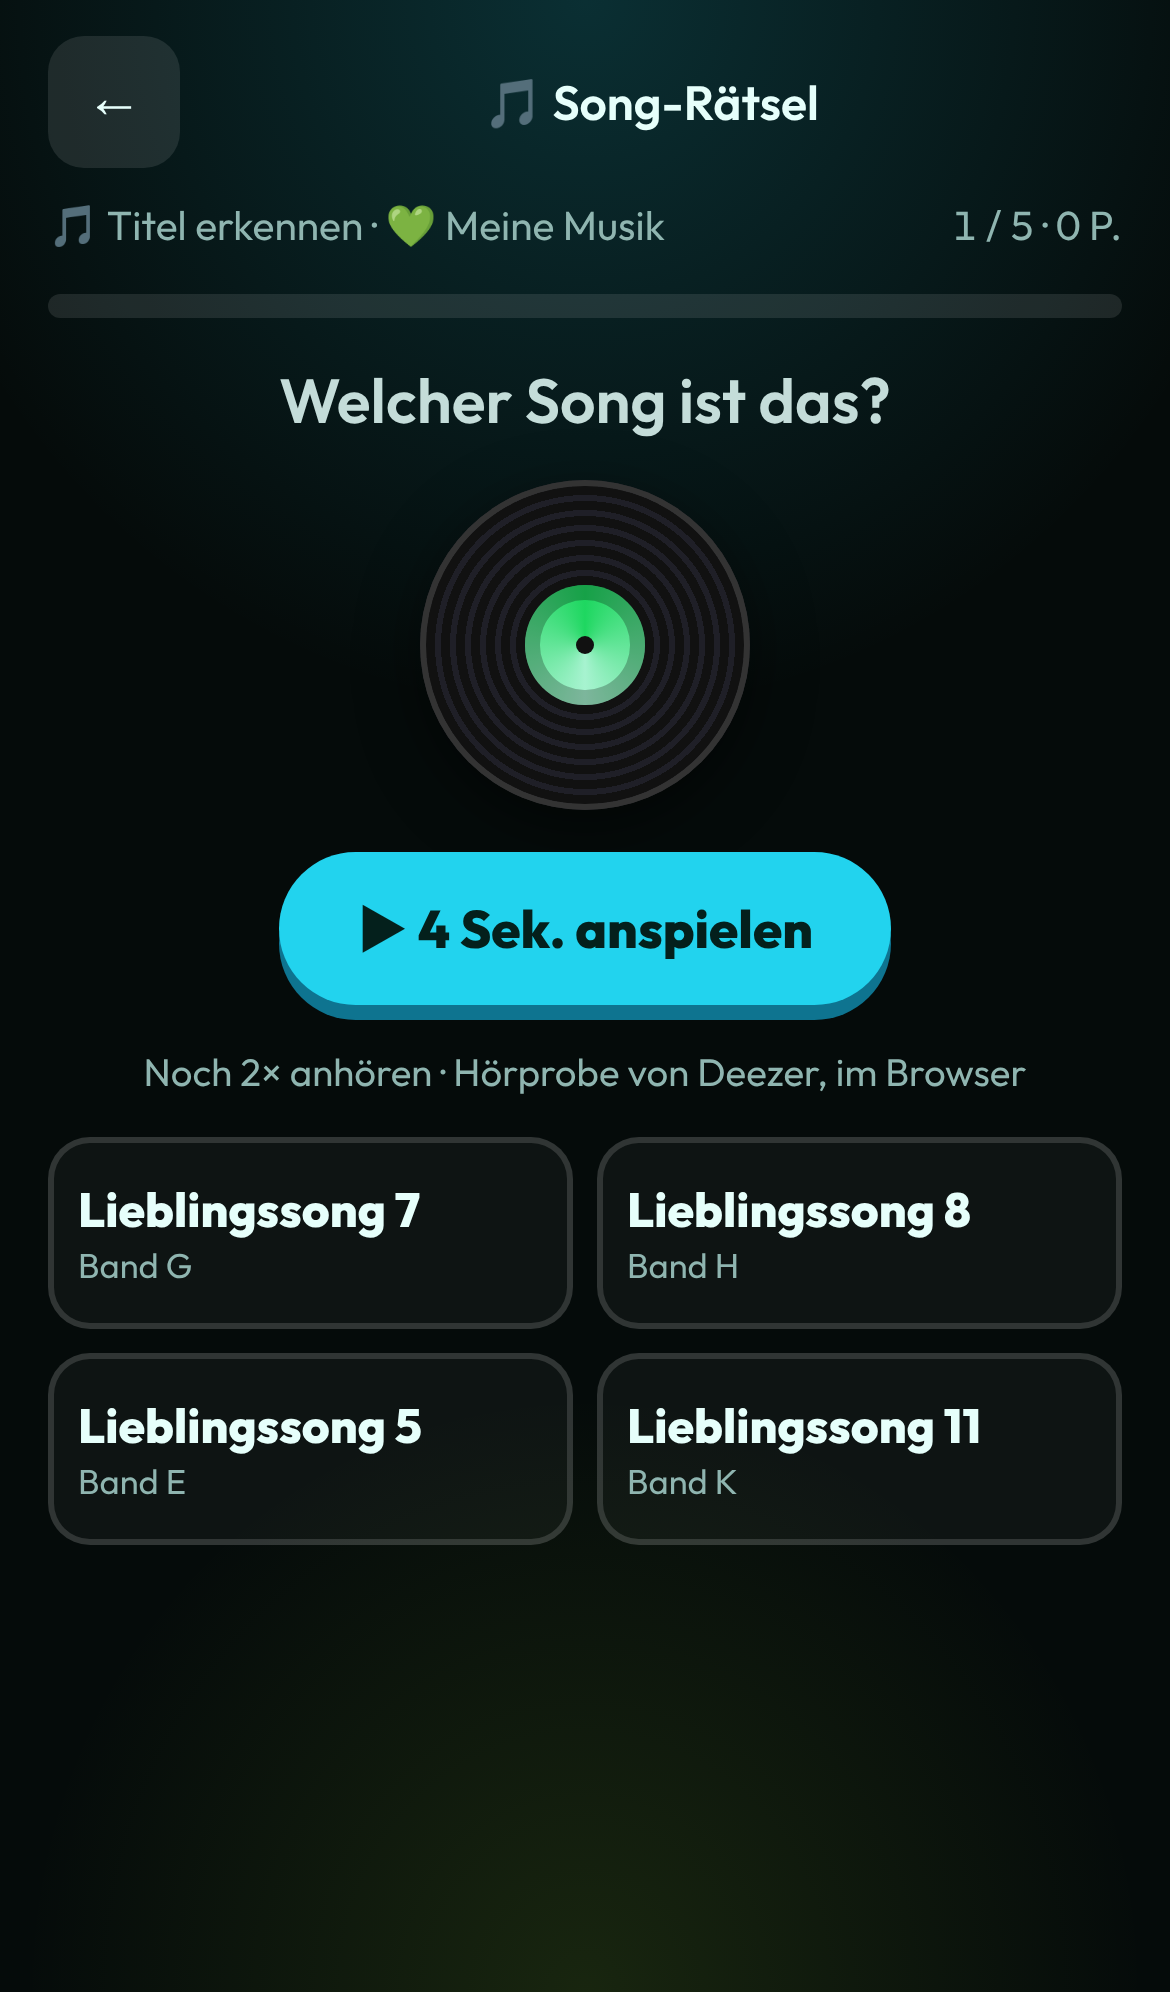 ←
🎵 Song-Rätsel
🎵 Titel erkennen · 💚 Meine Musik
1 / 5 · 0 P.
Welcher Song ist das?
▶ 4 Sek. anspielen
Noch 2× anhören · Hörprobe von Deezer, im Browser
Lieblingssong 7
Band G
Lieblingssong 8
Band H
Lieblingssong 5
Band E
Lieblingssong 11
Band K